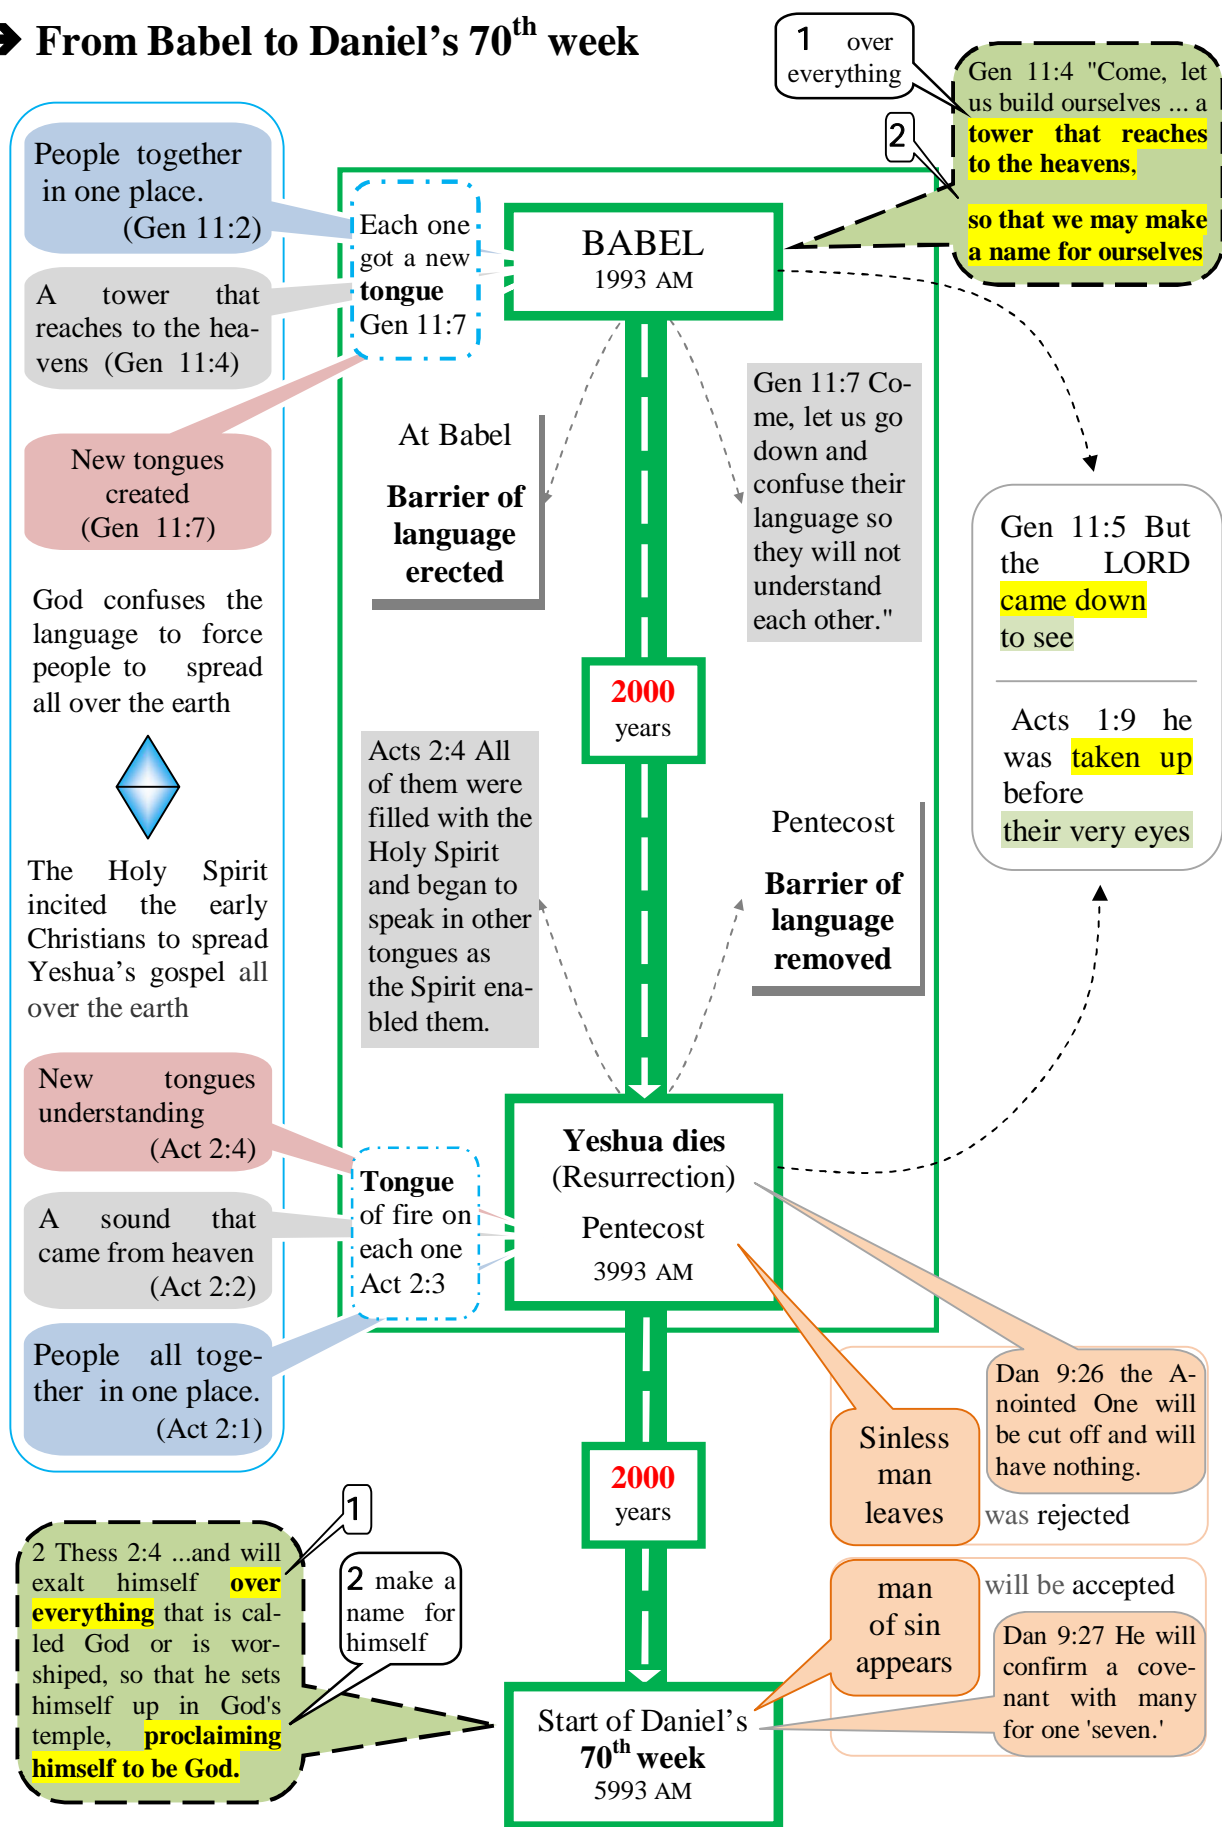 ➔ From Babel to Daniel's 70th week
1 over
everything
Gen 11:4 "Come, let
us build ourselves ... a
tower that reaches
to the heavens,
so that we may make
a name for ourselves
2
People together
in one place.
(Gen 11:2)
A tower that
reaches to the hea-
vens (Gen 11:4)
New tongues
created
(Gen 11:7)
Each one
got a new
tongue
Gen 11:7
BABEL
1993 AM
At Babel
Barrier of
language
erected
Gen 11:7 Co-
me, let us go
down and
confuse their
language so
they will not
understand
each other."
Gen 11:5 But
the LORD
came down
to see
Acts 1:9 he
was taken up
before
their very eyes
God confuses the
language to force
people to spread
all over the earth
The Holy Spirit
incited the early
Christians to spread
Yeshua's gospel all
over the earth
2000
years
Acts 2:4 All
of them were
filled with the
Holy Spirit
and began to
speak in other
tongues as
the Spirit ena-
bled them.
Pentecost
Barrier of
language
removed
New tongues
understanding
(Act 2:4)
A sound that
came from heaven
(Act 2:2)
People all toge-
ther in one place.
(Act 2:1)
Tongue
of fire on
each one
Act 2:3
Yeshua dies
(Resurrection)
Pentecost
3993 AM
Dan 9:26 the A-
nointed One will
be cut off and will
have nothing.
Sinless
man
leaves
was rejected
2000
years
man
of sin
appears
will be accepted
Dan 9:27 He will
confirm a cove-
nant with many
for one 'seven.'
1
2 Thess 2:4 ...and will
exalt himself over
everything that is cal-
led God or is wor-
shiped, so that he sets
himself up in God's
temple, proclaiming
himself to be God.
2 make a
name for
himself
Start of Daniel's
70th week
5993 AM